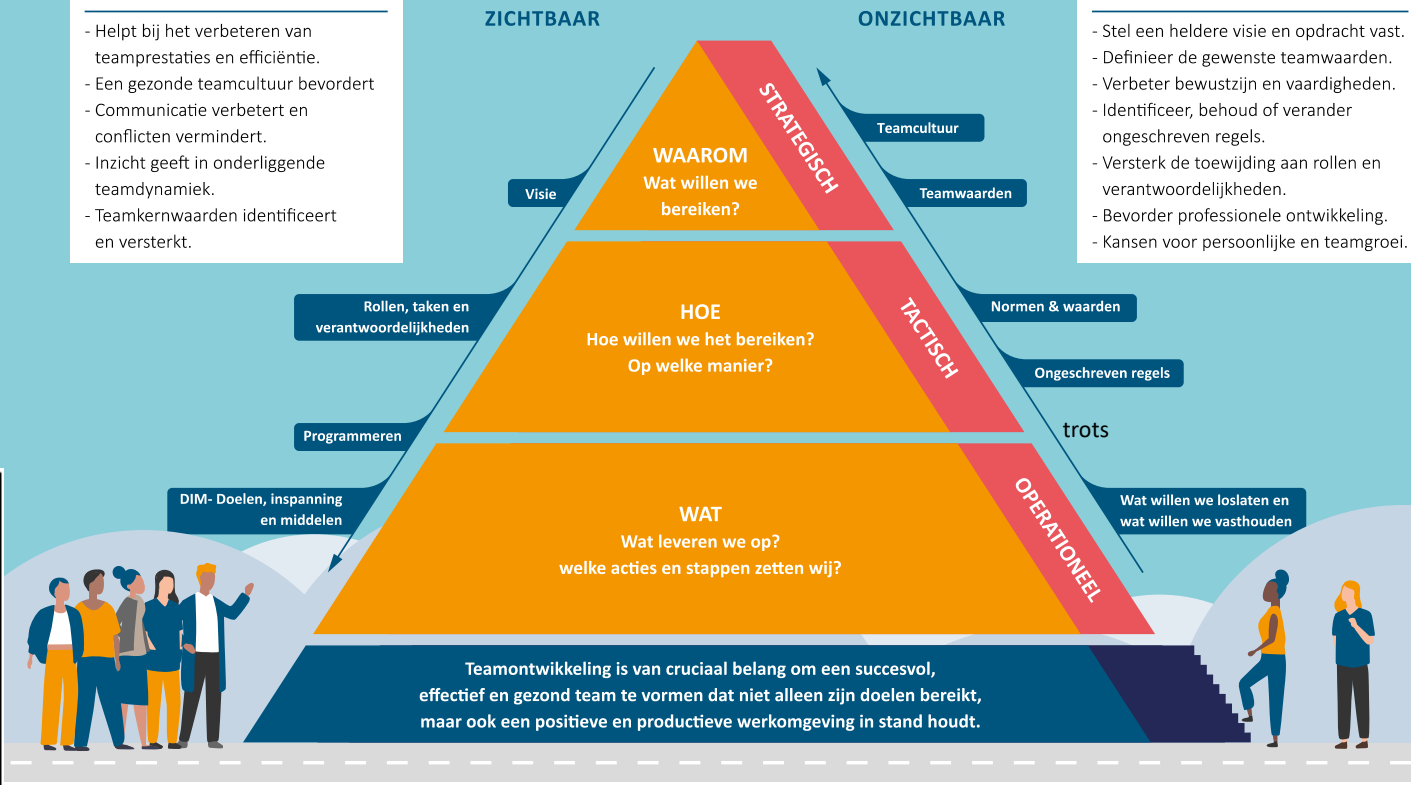 - Helpt bij het verbeteren van
teamprestaties en efficiëntie.
- Een gezonde teamcultuur bevordert
- Communicatie verbetert en
conflicten vermindert.
- Inzicht geeft in onderliggende
teamdynamiek.
- Teamkernwaarden identificeert
en versterkt.
ZICHTBAAR
ONZICHTBAAR
- Stel een heldere visie en opdracht vast.
- Definieer de gewenste teamwaarden.
- Verbeter bewustzijn en vaardigheden.
- Identificeer, behoud of verander
ongeschreven regels.
- Versterk de toewijding aan rollen en
verantwoordelijkheden.
- Bevorder professionele ontwikkeling.
- Kansen voor persoonlijke en teamgroei.
Visie
Rollen, taken en
verantwoordelijkheden
Programmeren
DIM- Doelen, inspanning
en middelen
WAAROM
Wat willen we
bereiken?
STRATEGISCH
HOE
Hoe willen we het bereiken?
Op welke manier?
TACTISCH
WAT
Wat leveren we op?
welke acties en stappen zetten wij?
OPERATIONEEL
Teamcultuur
Teamwaarden
Normen & waarden
Ongeschreven regels
trots
Wat willen we loslaten en
wat willen we vasthouden
Teamontwikkeling is van cruciaal belang om een succesvol,
effectief en gezond team te vormen dat niet alleen zijn doelen bereikt,
maar ook een positieve en productieve werkomgeving in stand houdt.